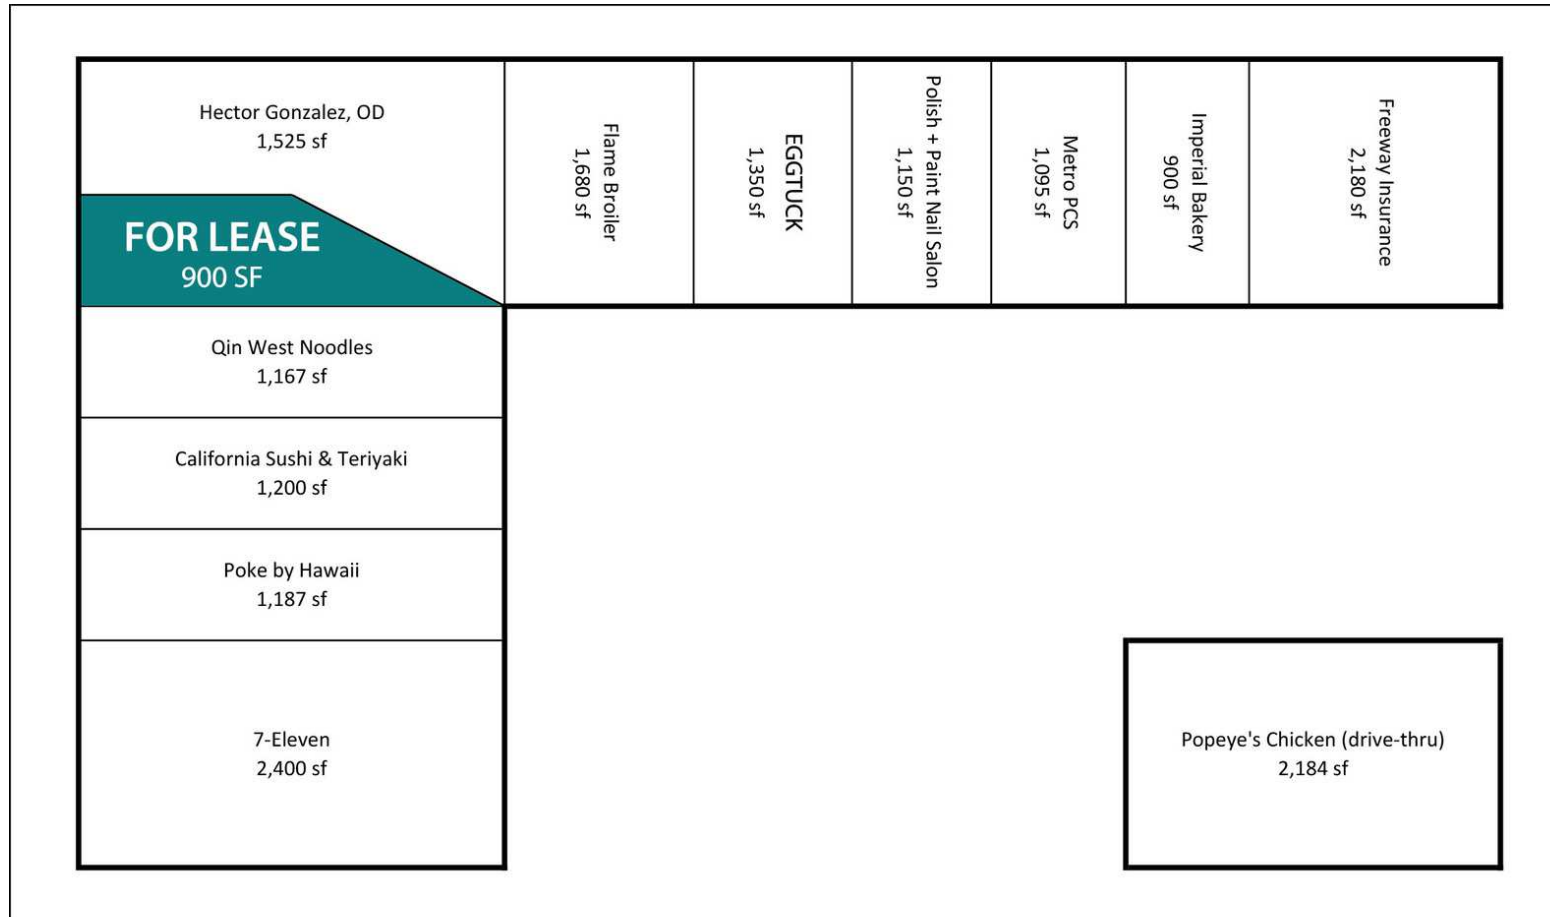 Hector Gonzalez, OD
1,525 sf
FOR LEASE
900 SF
Qin West Noodles
1,167 sf
California Sushi & Teriyaki
1,200 sf
Poke by Hawaii
1,187 sf
7-Eleven
2,400 sf
Flame Broiler
1,680 sf
EGGTUCK
1,350 sf
Polish + Paint Nail Salon
1,150 sf
Metro PCS
1,095 sf
Imperial Bakery
900 sf
Freeway Insurance
2,180 sf
Popeye's Chicken (drive-thru)
2,184 sf